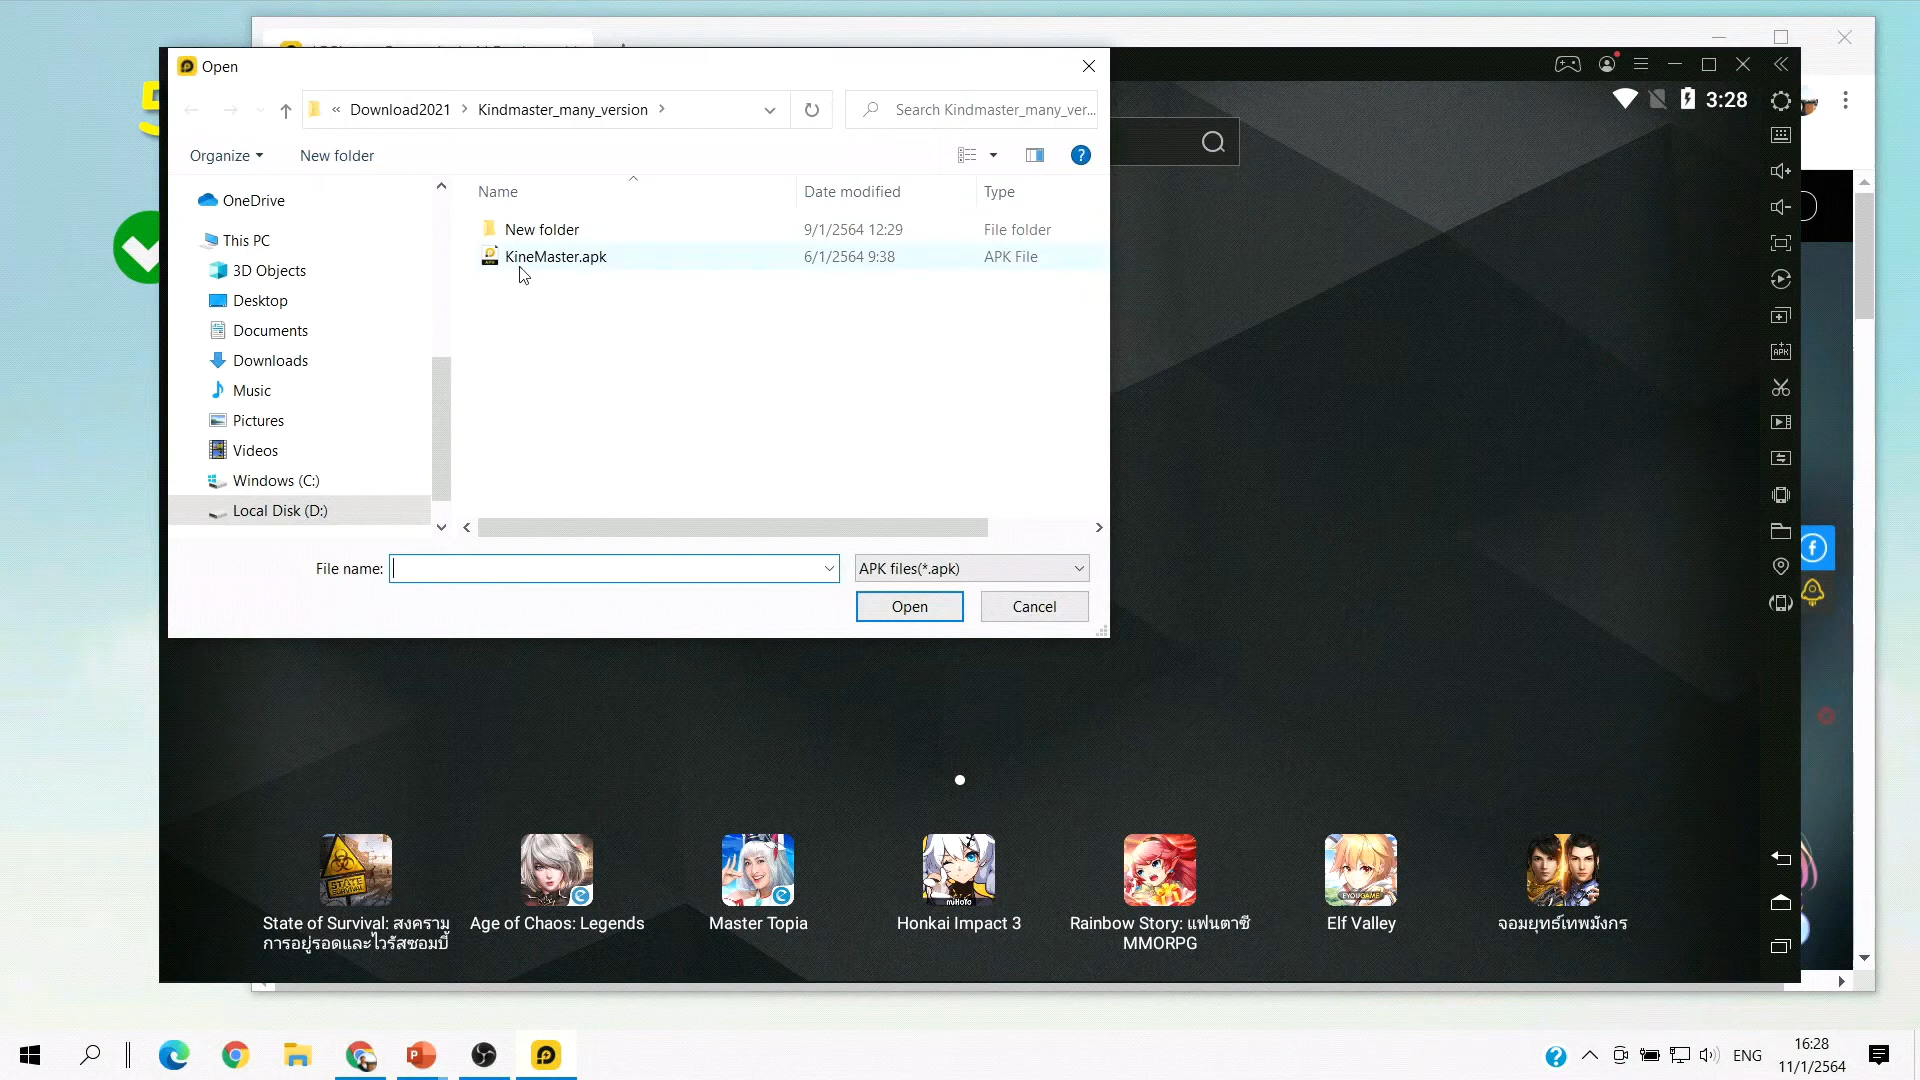 Open
« Download2021 > Kindmaster_many_version >
Search Kindmaster_many_ver...
Organize
New folder
?
3:28
Name
Date modified
Type
OneDrive
New folder
9/1/2564 12:29
File folder
This PC
KineMaster.apk
6/1/2564 9:38
APK File
3D Objects
Desktop
Documents
Downloads
Music
Pictures
Videos
Windows (C:)
Local Disk (D:)
File name:
APK files(*.apk)
Open
Cancel
APK
State of Survival: สงคราม
การอยู่รอดและไวรัสซอมบี้
Age of Chaos: Legends
Master Topia
Honkai Impact 3
Rainbow Story: แฟนตาซี
MMORPG
Elf Valley
จอมยุทธ์เทพมังกร
ENG
16:28
11/1/2564